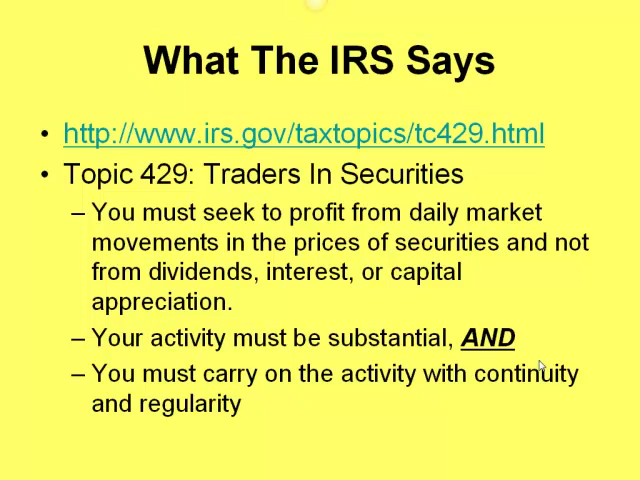 What The IRS Says
• http://www.irs.gov/taxtopics/tc429.html
• Topic 429: Traders In Securities
– You must seek to profit from daily market
movements in the prices of securities and not
from dividends, interest, or capital
appreciation.
– Your activity must be substantial, AND
– You must carry on the activity with continuity
and regularity